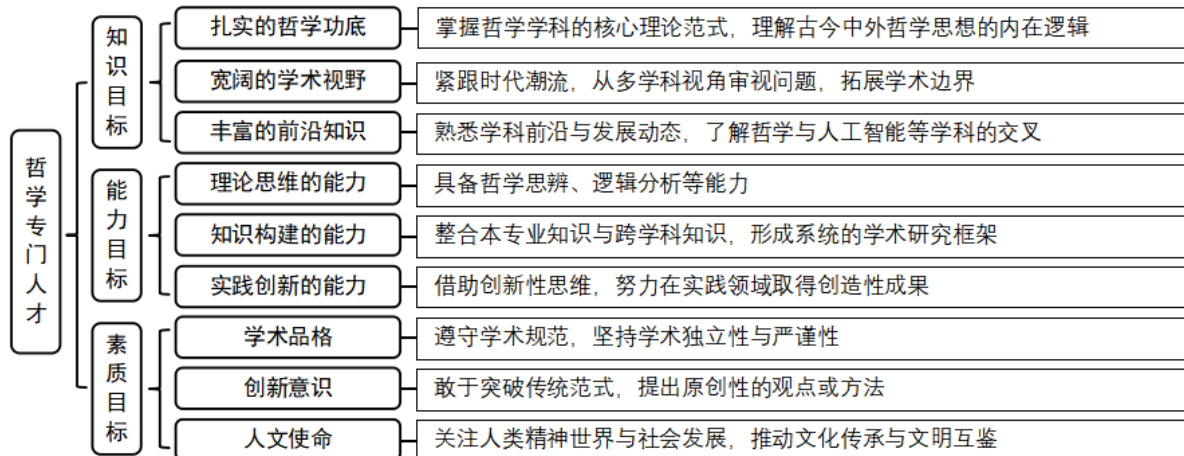 哲学专门人才
知识目标
扎实的哲学功底
掌握哲学学科的核心理论范式，理解古今中外哲学思想的内在逻辑
宽阔的学术视野
紧跟时代潮流，从多学科视角审视问题，拓展学术边界
丰富的前沿知识
熟悉学科前沿与发展动态，了解哲学与人工智能等学科的交叉
能力目标
理论思维的能力
具备哲学思辨、逻辑分析等能力
知识构建的能力
整合本专业知识与跨学科知识，形成系统的学术研究框架
实践创新的能力
借助创新性思维，努力在实践领域取得创造性成果
素质目标
学术品格
遵守学术规范，坚持学术独立性与严谨性
创新意识
敢于突破传统范式，提出原创性的观点或方法
人文使命
关注人类精神世界与社会发展，推动文化传承与文明互鉴